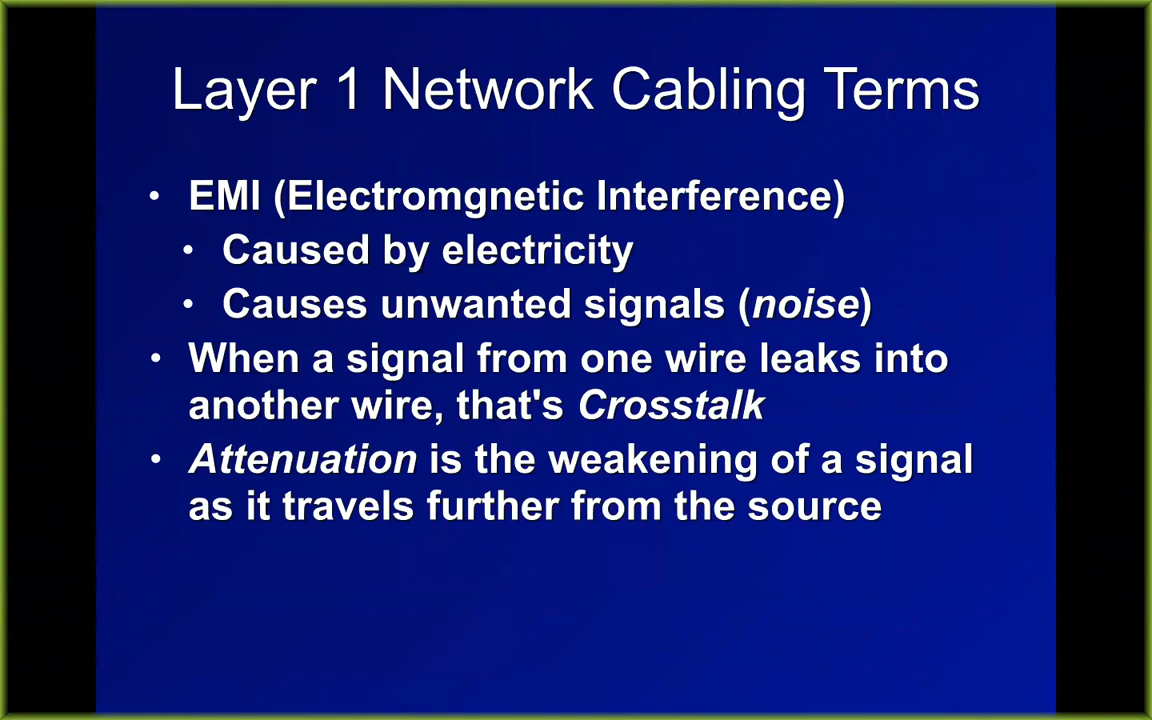 Layer 1 Network Cabling Terms
• EMI (Electromgnetic Interference)
• Caused by electricity
• Causes unwanted signals (noise)
• When a signal from one wire leaks into
another wire, that's Crosstalk
• Attenuation is the weakening of a signal
as it travels further from the source